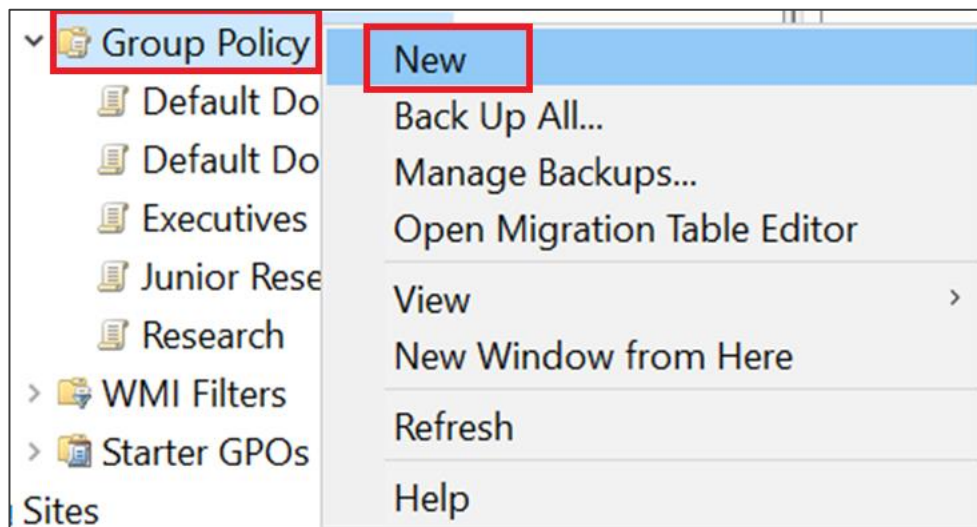 Group Policy
Default Do
Default Do
Executives
Junior Rese
Research
WMI Filters
Starter GPOs
Sites
New
Back Up All...
Manage Backups...
Open Migration Table Editor
View
New Window from Here
Refresh
Help